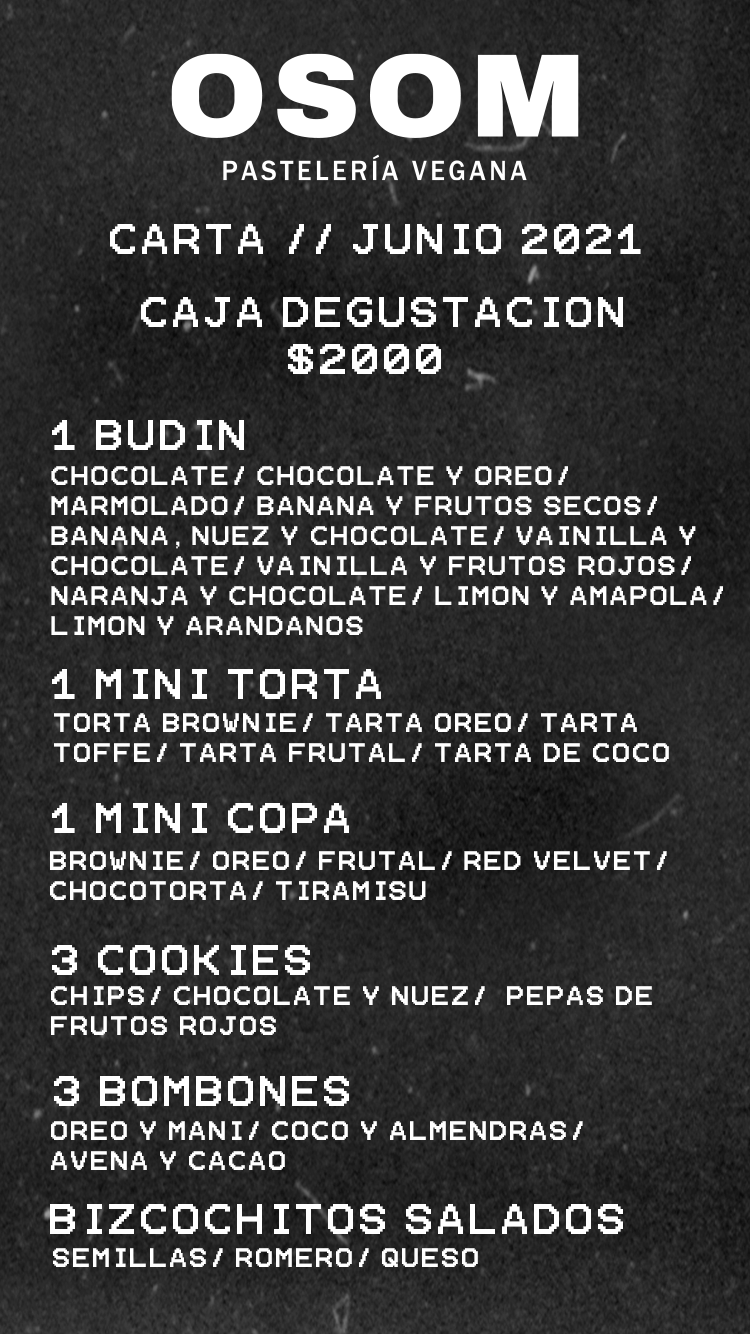 OSOM
PASTELERÍA VEGANA
CARTA // JUNIO 2021
CAJA DEGUSTACION
$2000
1 BUDIN
CHOCOLATE/ CHOCOLATE Y OREO/
MARMOLADO/ BANANA Y FRUTOS SECOS/
BANANA, NUEZ Y CHOCOLATE/ VAINILLA Y
CHOCOLATE/ VAINILLA Y FRUTOS ROJOS/
NARANJA Y CHOCOLATE/ LIMON Y AMAPOLA/
LIMON Y ARANDANOS
1 MINI TORTA
TORTA BROWNIE/ TARTA OREO/ TARTA
TOFFE/ TARTA FRUTAL/ TARTA DE COCO
1 MINI COPA
BROWNIE/ OREO/ FRUTAL/ RED VELVET/
CHOCOTORTA/ TIRAMISU
3 COOKIES
CHIPS/ CHOCOLATE Y NUEZ/ PEPAS DE
FRUTOS ROJOS
3 BOMBONES
OREO Y MANI/ COCO Y ALMENDRAS/
AVENA Y CACAO
BIZCOCHITOS SALADOS
SEMILLAS/ ROMERO/ QUESO